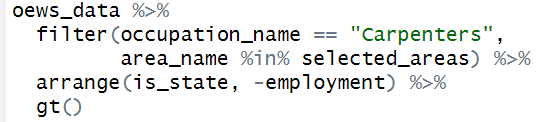 oews_data %>%
  filter(occupation_name == "Carpenters",
         area_name %in% selected_areas) %>%
  arrange(is_state, -employment) %>%
  gt()